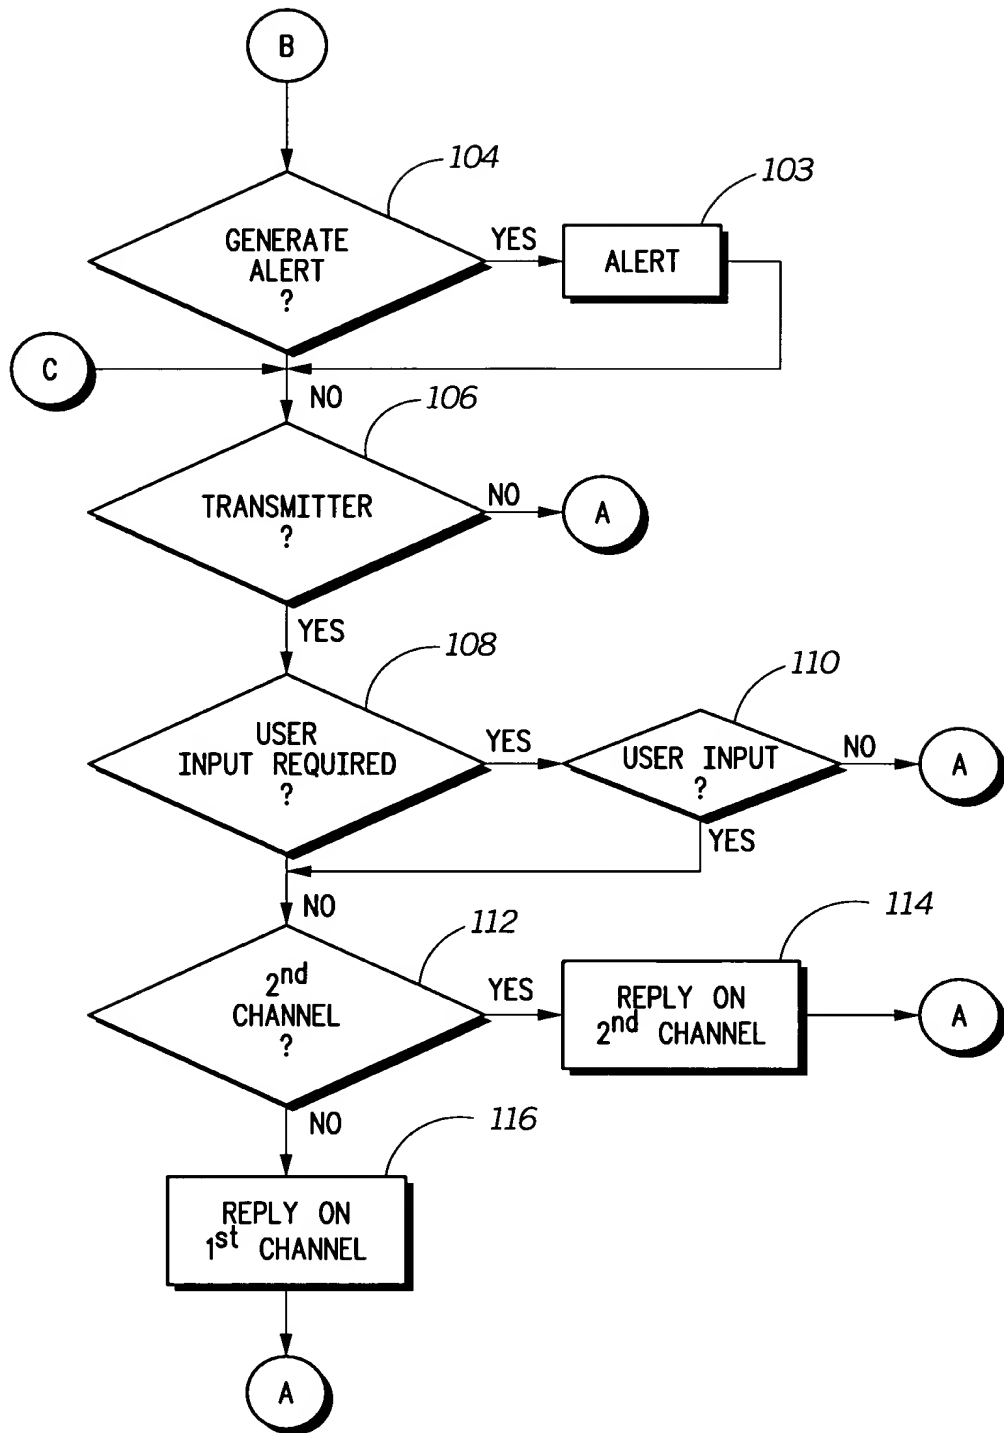 B
104
103
GENERATE
ALERT
?
YES
ALERT
C
NO
106
TRANSMITTER
?
NO
A
YES
108
110
USER
INPUT REQUIRED
?
YES
USER INPUT
?
NO
A
YES
NO
112
114
2nd
CHANNEL
?
YES
REPLY ON
2nd CHANNEL
A
NO
116
REPLY ON
1st CHANNEL
A